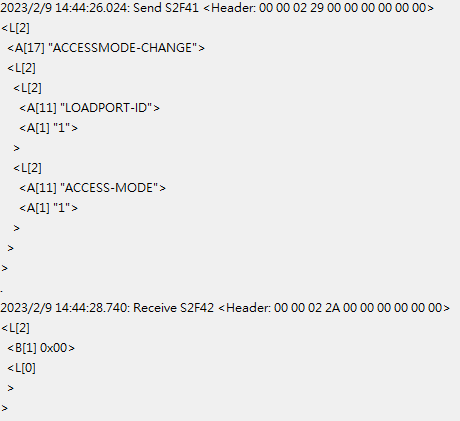 2023/2/9 14:44:26.024: Send S2F41 <Header: 00 00 02 29 00 00 00 00 00 00>
<L[2]
<A[17] "ACCESSMODE-CHANGE">
<L[2]
<L[2]
<A[11] "LOADPORT-ID">
<A[1] "1">
>
<L[2]
<A[11] "ACCESS-MODE">
<A[1] "1">
>
>
>
.
2023/2/9 14:44:28.740: Receive S2F42 <Header: 00 00 02 2A 00 00 00 00 00 00>
<L[2]
<B[1] 0x00>
<L[0]
>
>